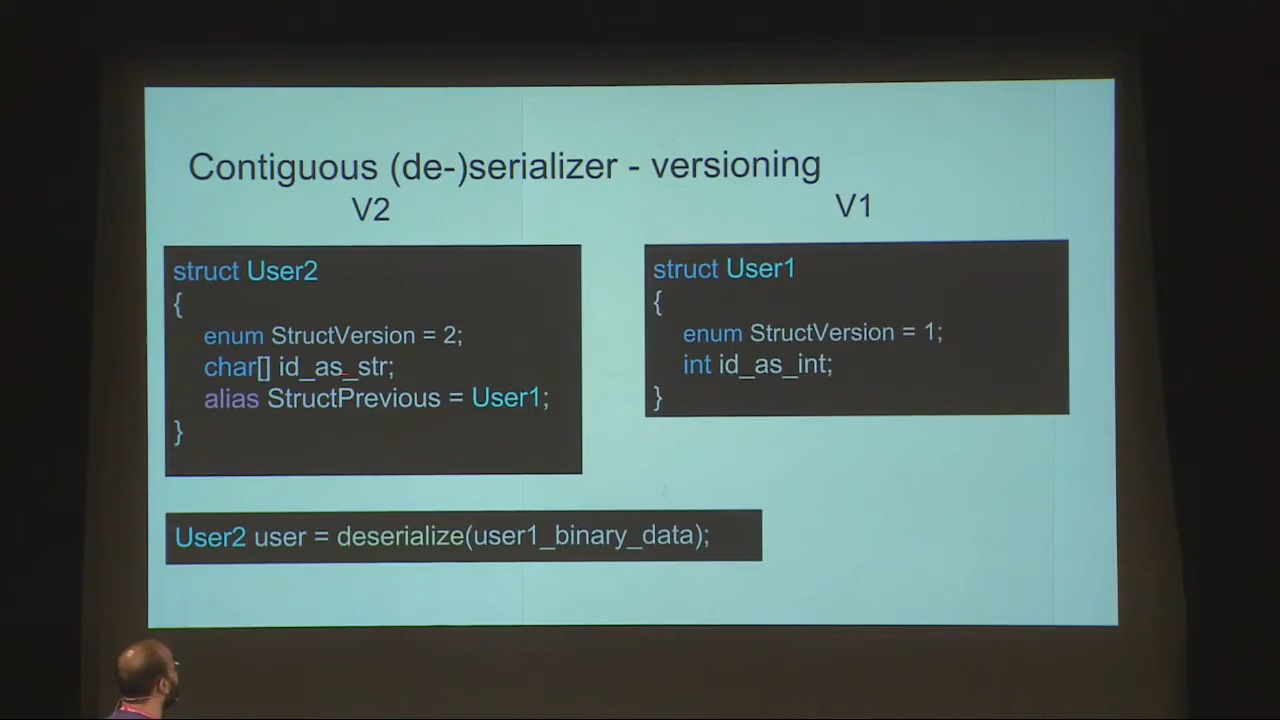 Contiguous (de-)serializer - versioning
V2
struct User2
{
enum StructVersion = 2;
char[] id_as_str;
alias StructPrevious = User1;
}
V1
struct User1
{
enum StructVersion = 1;
int id_as_int;
}
User2 user = deserialize(user1_binary_data);